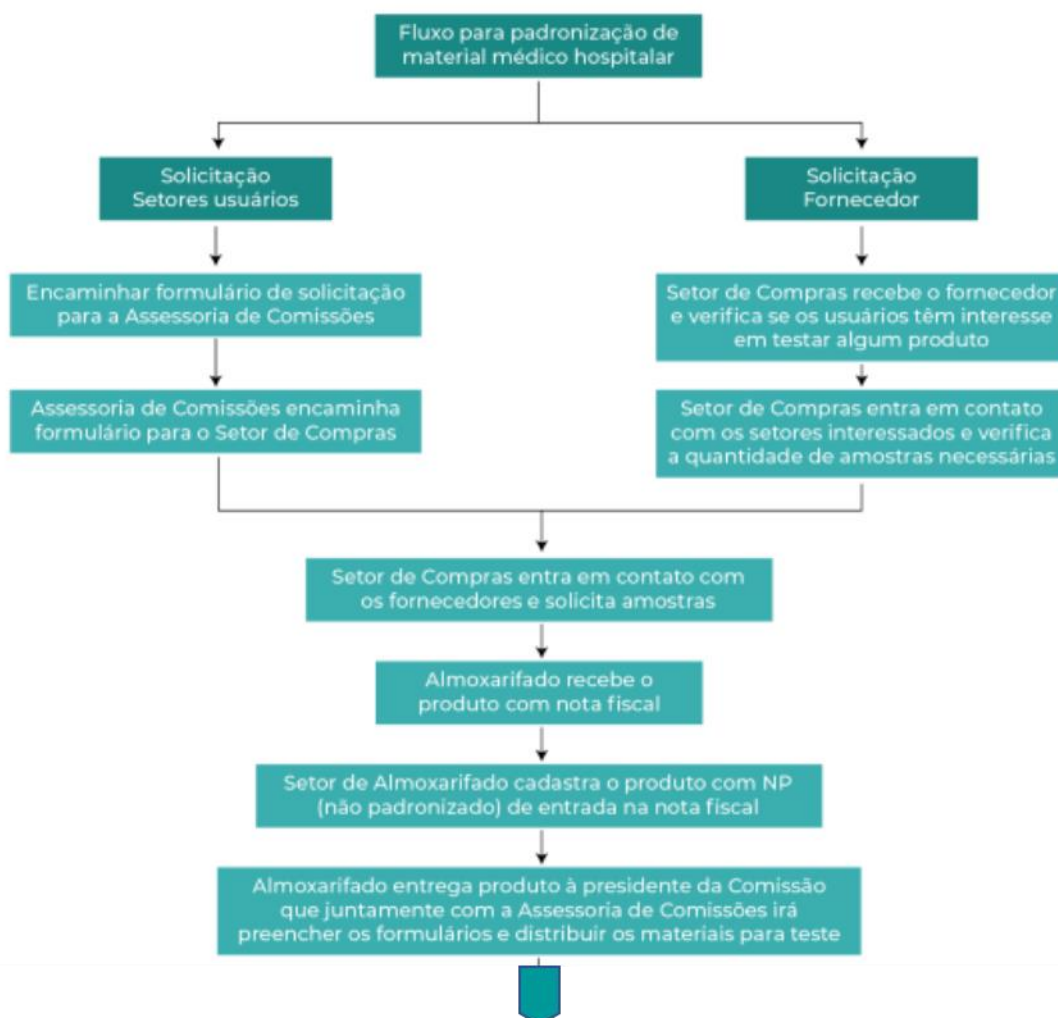 Fluxo para padronização de
material médico hospitalar
Solicitação
Setores usuários
Solicitação
Fornecedor
Encaminhar formulário de solicitação
para a Assessoria de Comissões
Setor de Compras recebe o fornecedor
e verifica se os usuários têm interesse
em testar algum produto
Assessoria de Comissões encaminha
formulário para o Setor de Compras
Setor de Compras entra em contato
com os setores interessados e verifica
a quantidade de amostras necessárias
Setor de Compras entra em contato com
os fornecedores e solicita amostras
Almoxarifado recebe o
produto com nota fiscal
Setor de Almoxarifado cadastra o produto com NP
(não padronizado) de entrada na nota fiscal
Almoxarifado entrega produto à presidente da Comissão
que juntamente com a Assessoria de Comissões irá
preencher os formulários e distribuir os materiais para teste